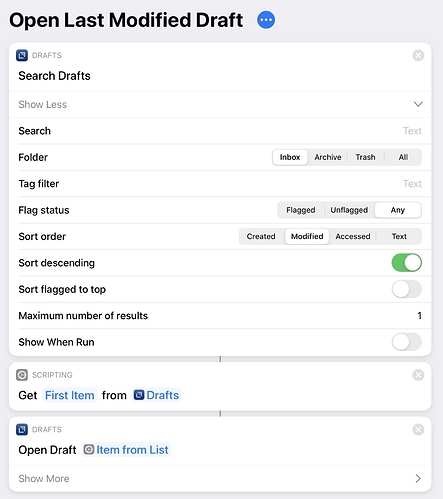 Open Last Modified Draft
DRAFTS
Search Drafts
Show Less
Search Text
Folder Inbox Archive Trash All
Tag filter Text
Flag status Flagged Unflagged Any
Sort order Created Modified Accessed Text
Sort descending
Sort flagged to top
Maximum number of results 1
Show When Run
SCRIPTING
Get First Item from Drafts
DRAFTS
Open Draft Item from List
Show More